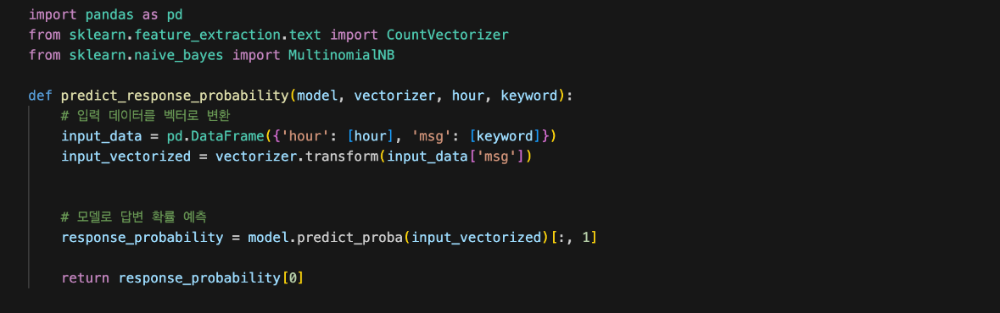 import pandas as pd
from sklearn.feature_extraction.text import CountVectorizer
from sklearn.naive_bayes import MultinomialNB
def predict_response_probability(model, vectorizer, hour, keyword):
# 입력 데이터를 벡터로 변환
input_data = pd.DataFrame({'hour': [hour], 'msg': [keyword]})
input_vectorized = vectorizer.transform(input_data['msg'])
# 모델로 답변 확률 예측
response_probability = model.predict_proba(input_vectorized)[:, 1]
return response_probability[0]